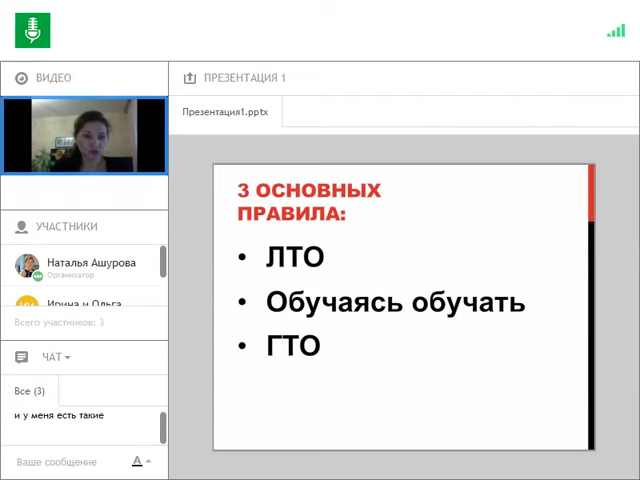 ВИДЕО
ПРЕЗЕНТАЦИЯ 1
Презентация1.pptx
УЧАСТНИКИ
Наталья Ашурова
Организатор
Ирина и Ольга
Всего участников: 3
ЧАТ
Все (3)
и у меня есть такие
Ваше сообщение
A
3 ОСНОВНЫХ
ПРАВИЛА:
• ЛТО
• Обучаясь обучать
• ГТО